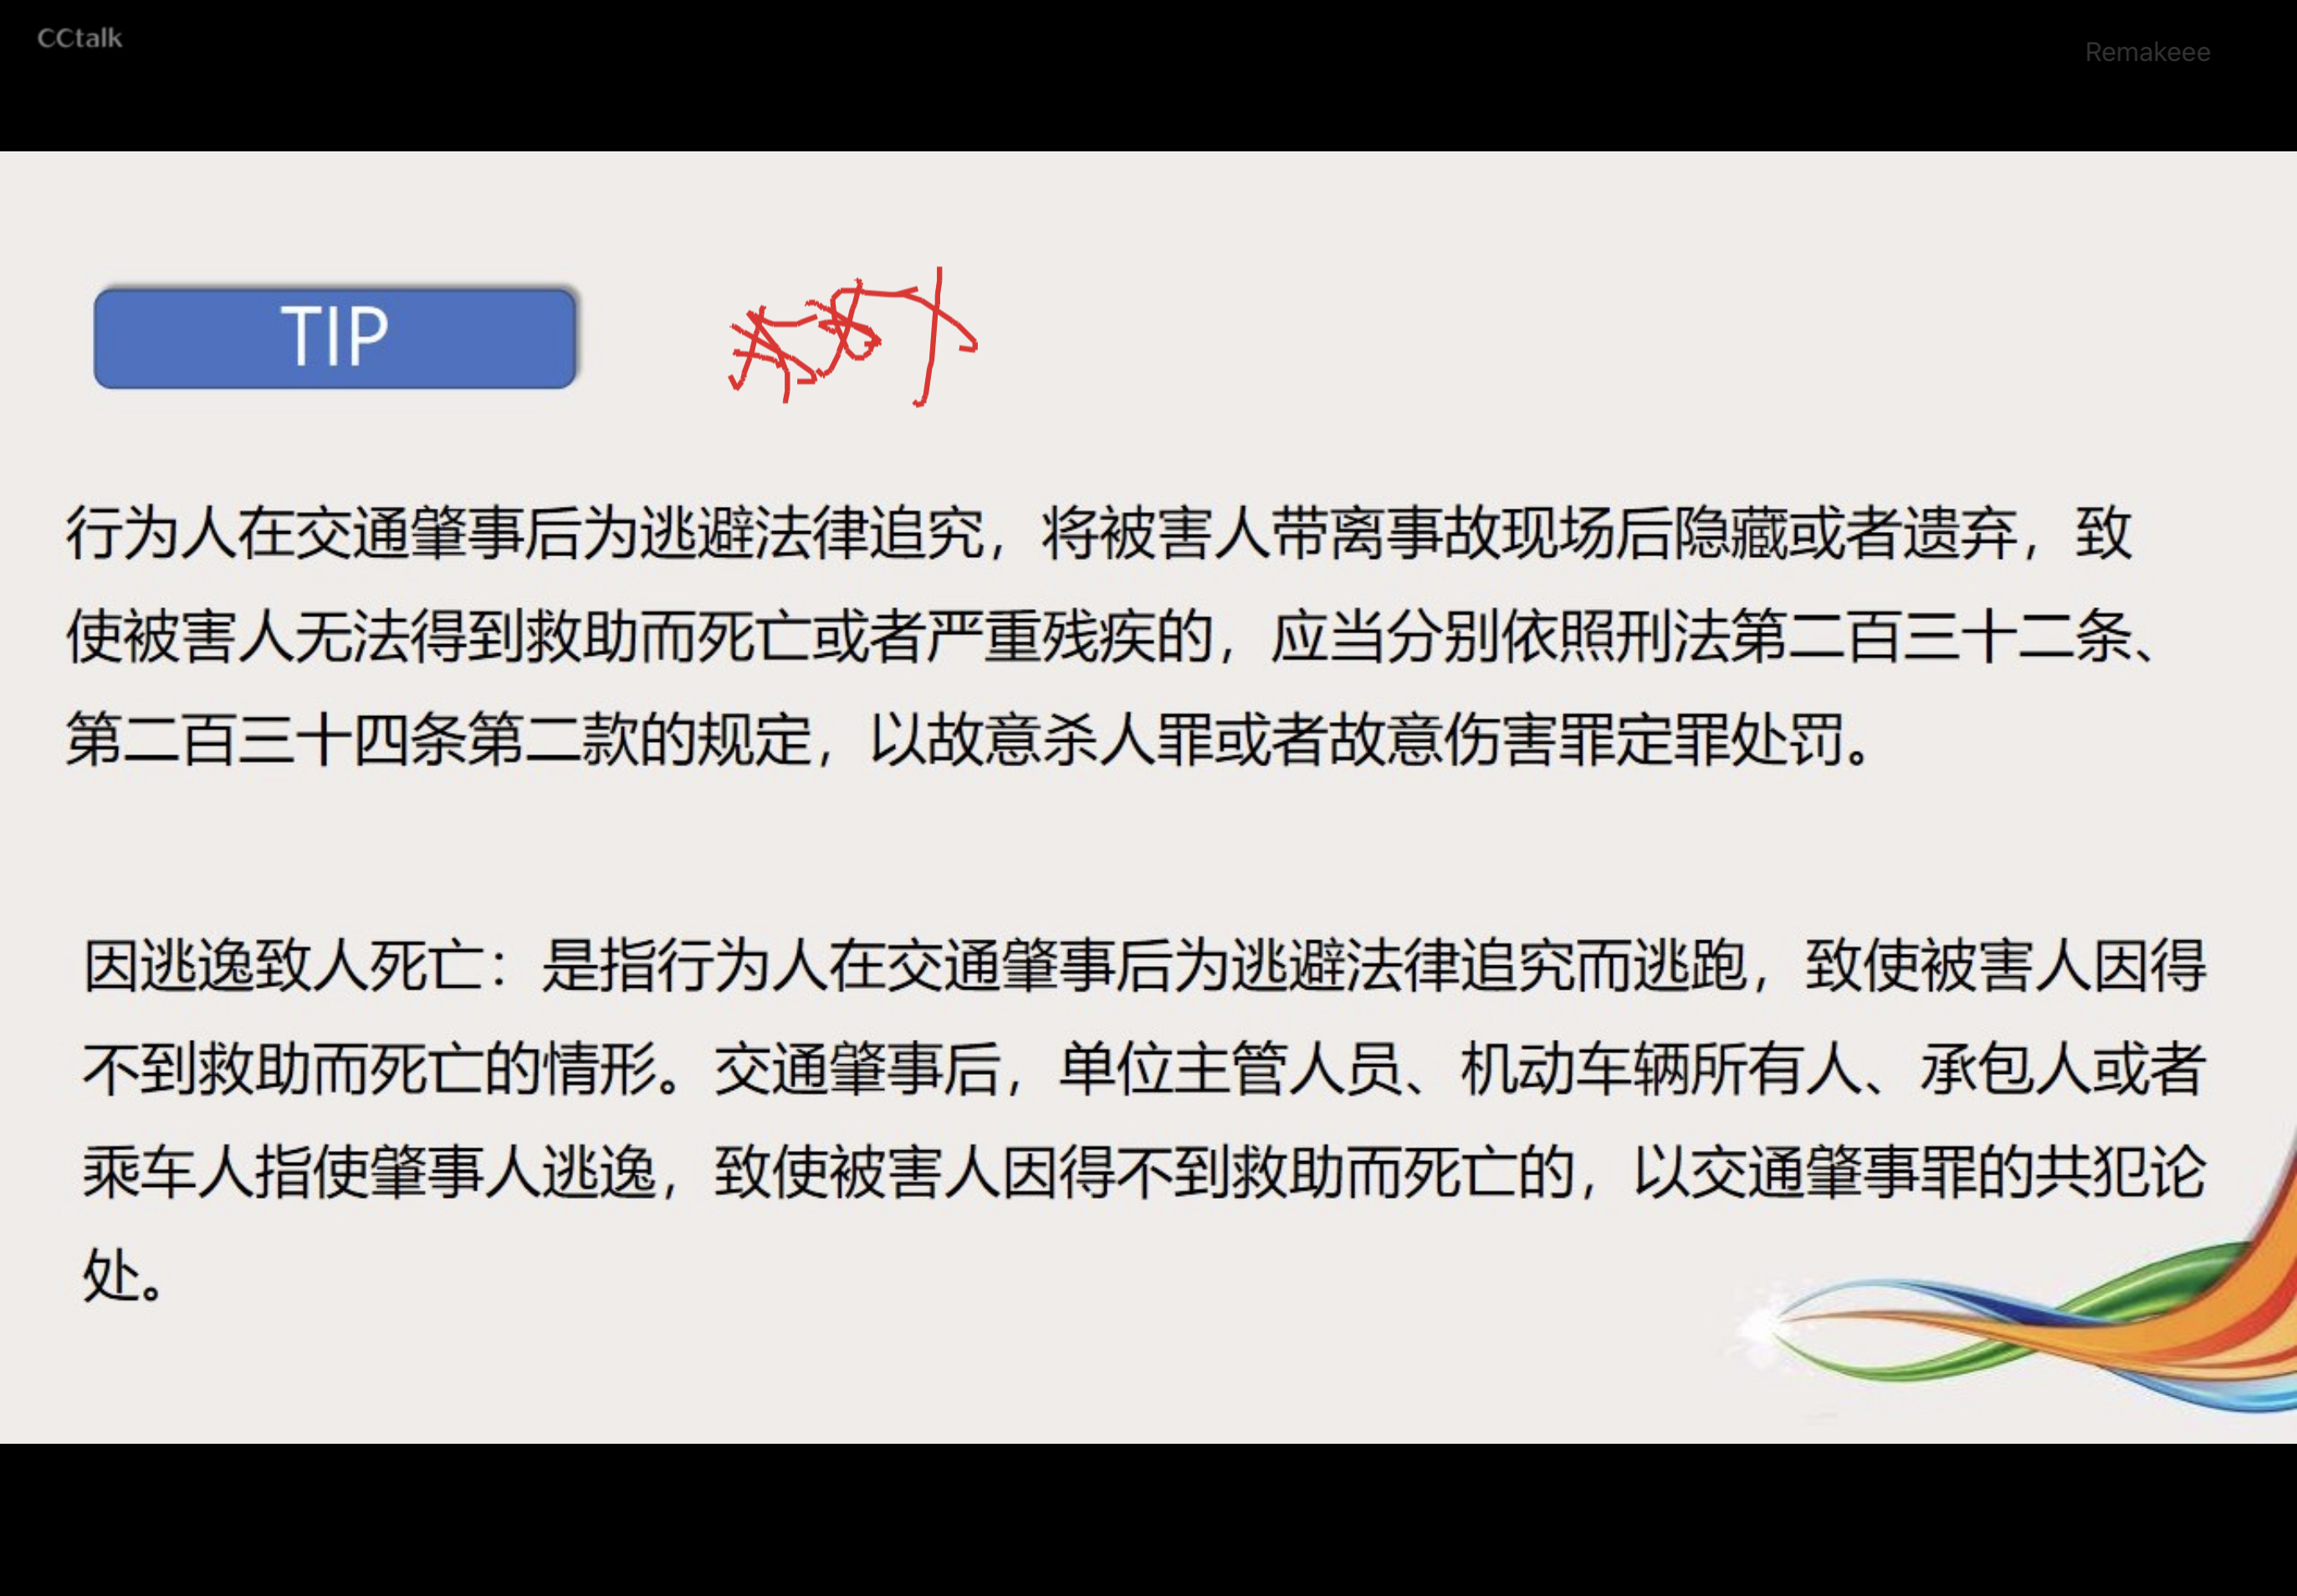 CCtalk
Remakeee
TIP
行为人在交通肇事后为逃避法律追究，将被害人带离事故现场后隐藏或者遗弃，致
使被害人无法得到救助而死亡或者严重残疾的，应当分别依照刑法第二百三十二条、
第二百三十四条第二款的规定，以故意杀人罪或者故意伤害罪定罪处罚。
因逃逸致人死亡：是指行为人在交通肇事后为逃避法律追究而逃跑，致使被害人因得
不到救助而死亡的情形。交通肇事后，单位主管人员、机动车辆所有人、承包人或者
乘车人指使肇事人逃逸，致使被害人因得不到救助而死亡的，以交通肇事罪的共犯论
处。